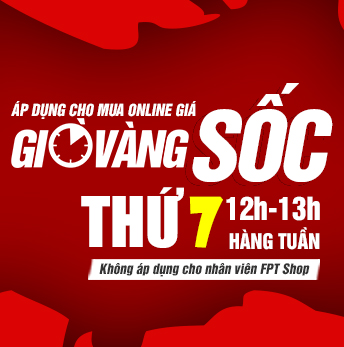 ÁP DỤNG CHO MUA ONLINE GIÁ
GIỜ VÀNG SỐC
THỨ 7 12h-13h
HÀNG TUẦN
Không áp dụng cho nhân viên FPT Shop